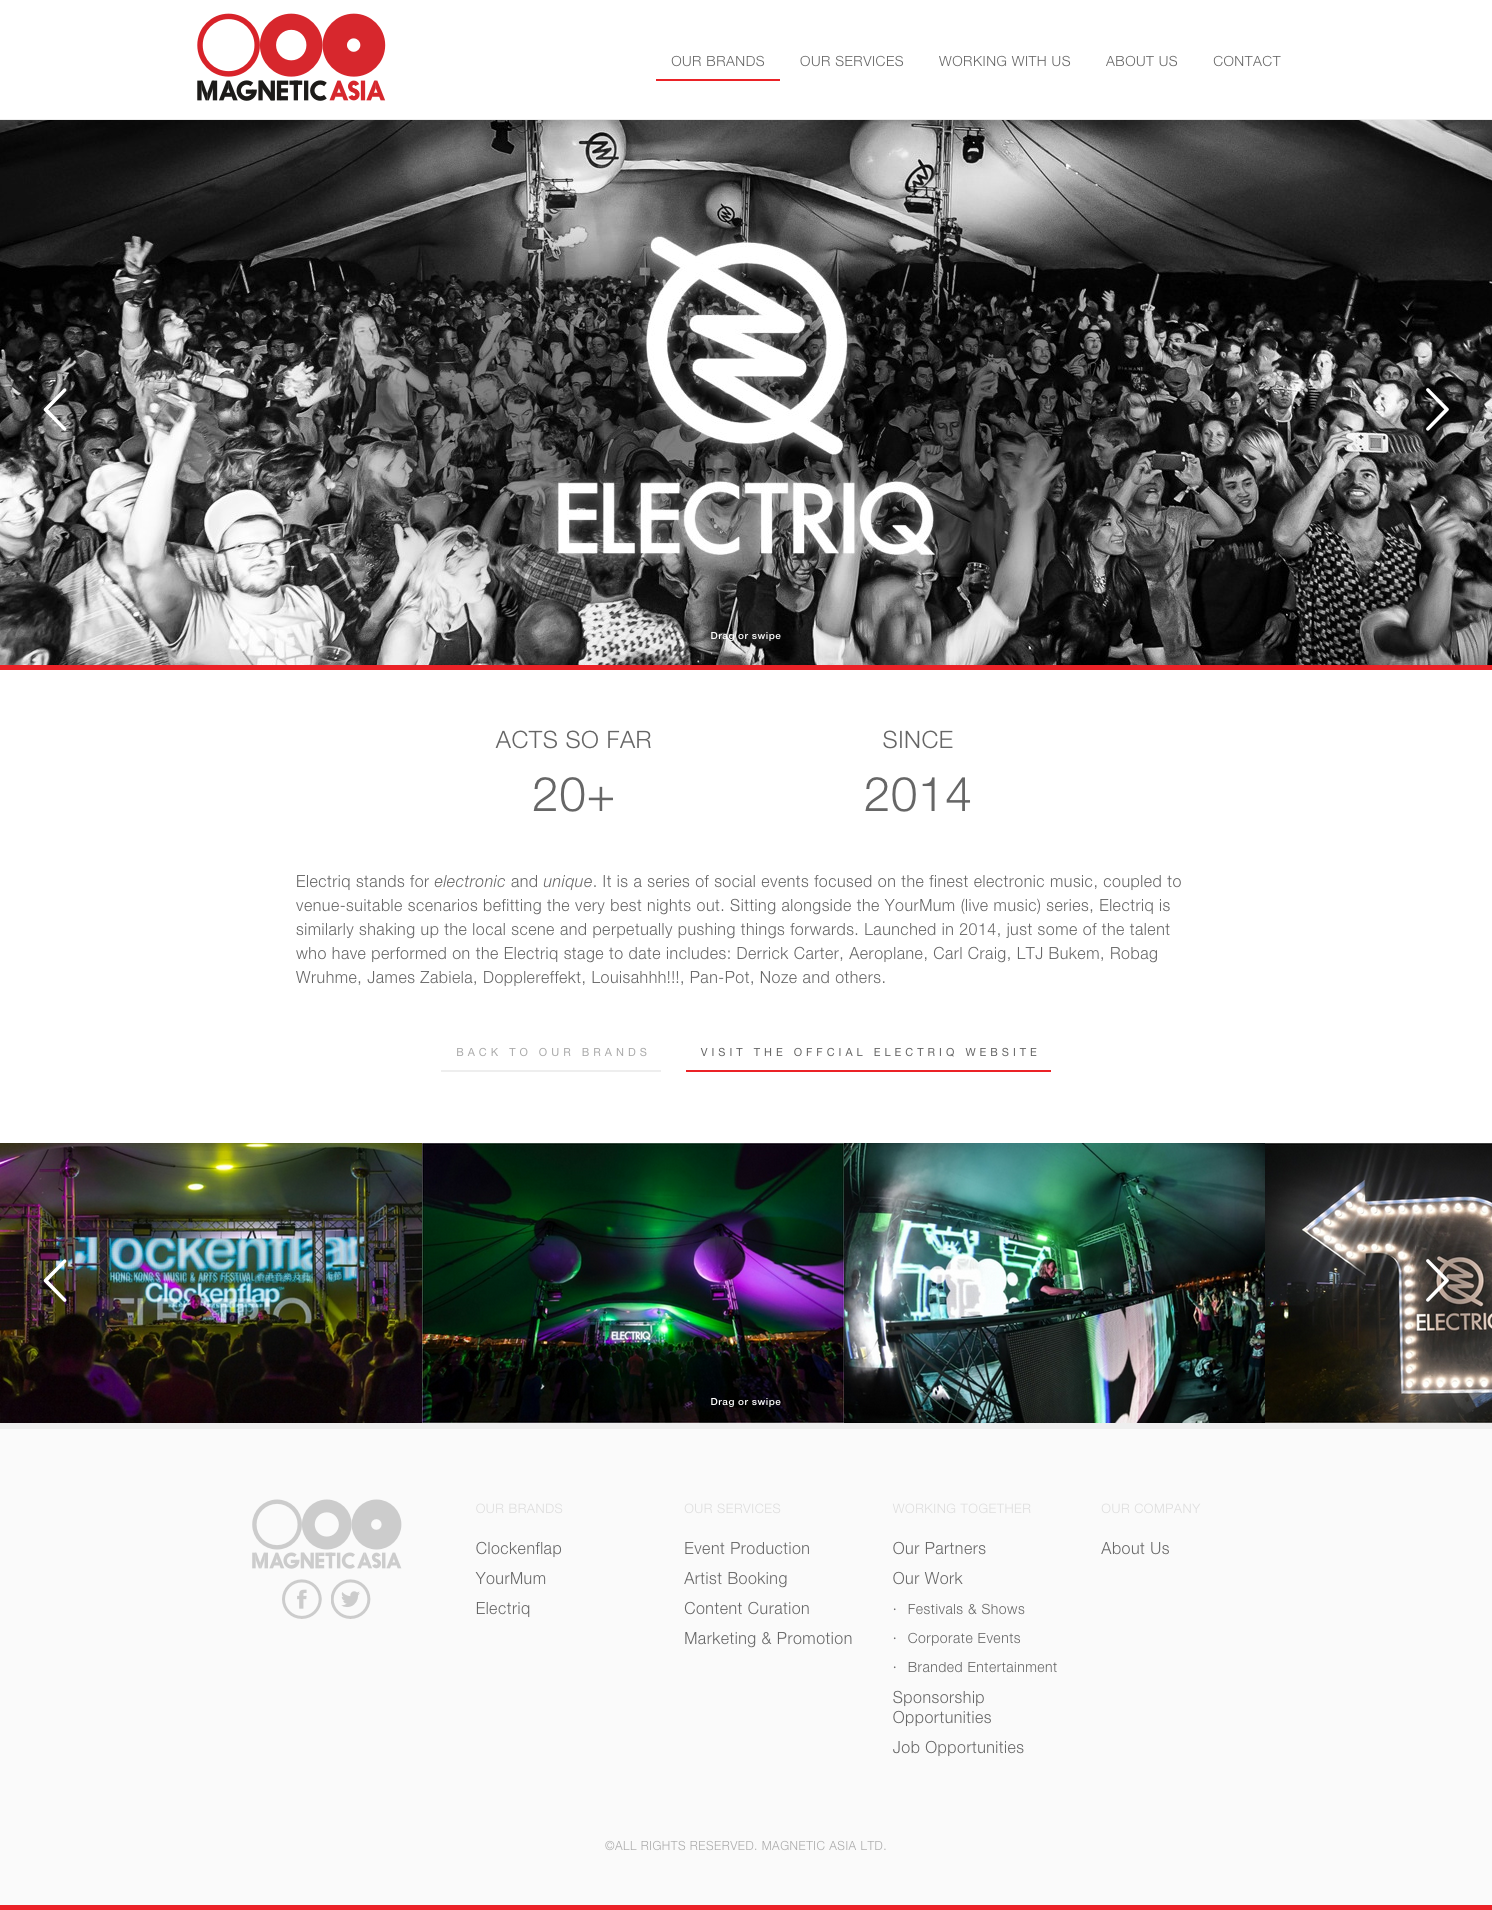 MAGNETIC ASIA
OUR BRANDS
OUR SERVICES
WORKING WITH US
ABOUT US
CONTACT
ELECTRIQ
Drag or swipe
ACTS SO FAR
20+
SINCE
2014
Electriq stands for electronic and unique. It is a series of social events focused on the finest electronic music, coupled to
venue-suitable scenarios befitting the very best nights out. Sitting alongside the YourMum (live music) series, Electriq is
similarly shaking up the local scene and perpetually pushing things forwards. Launched in 2014, just some of the talent
who have performed on the Electriq stage to date includes: Derrick Carter, Aeroplane, Carl Craig, LTJ Bukem, Robag
Wruhme, James Zabiela, Dopplereffekt, Louisahhh!!!, Pan-Pot, Noze and others.
BACK TO OUR BRANDS
VISIT THE OFFCIAL ELECTRIQ WEBSITE
lockenflap
HONG KONG'S MUSIC & ARTS FESTIVAL
Clockenflap
ELECTRIQ
ELECTRIQ
Drag or swipe
ELECTRIQ
MAGNETIC ASIA
OUR BRANDS
Clockenflap
YourMum
Electriq
OUR SERVICES
Event Production
Artist Booking
Content Curation
Marketing & Promotion
WORKING TOGETHER
Our Partners
Our Work
· Festivals & Shows
· Corporate Events
· Branded Entertainment
Sponsorship
Opportunities
Job Opportunities
OUR COMPANY
About Us
©ALL RIGHTS RESERVED. MAGNETIC ASIA LTD.